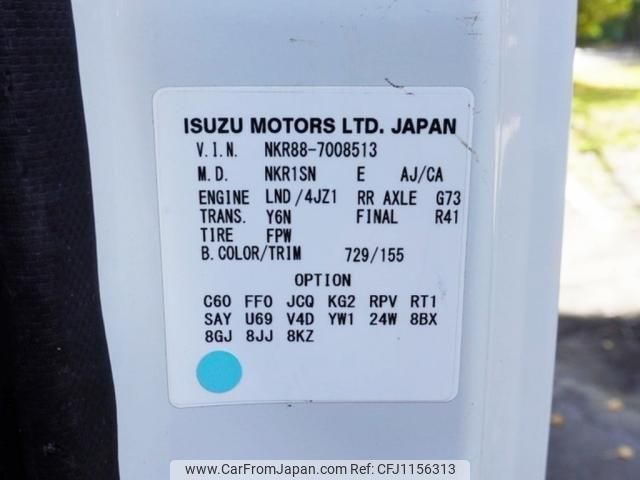 ISUZU MOTORS LTD. JAPAN
V.I.N. NKR88-7008513
M.D. NKR1SN E AJ/CA
ENGINE LND/4JZ1 RR AXLE G73
TRANS. Y6N FINAL R41
TIRE FPW
B.COLOR/TRIM 729/155
OPTION
C60 FF0 JCQ KG2 RPV RT1
SAY U69 V4D YW1 24W 8BX
8GJ 8JJ 8KZ
www.CarFromJapan.com | CFJ1156313